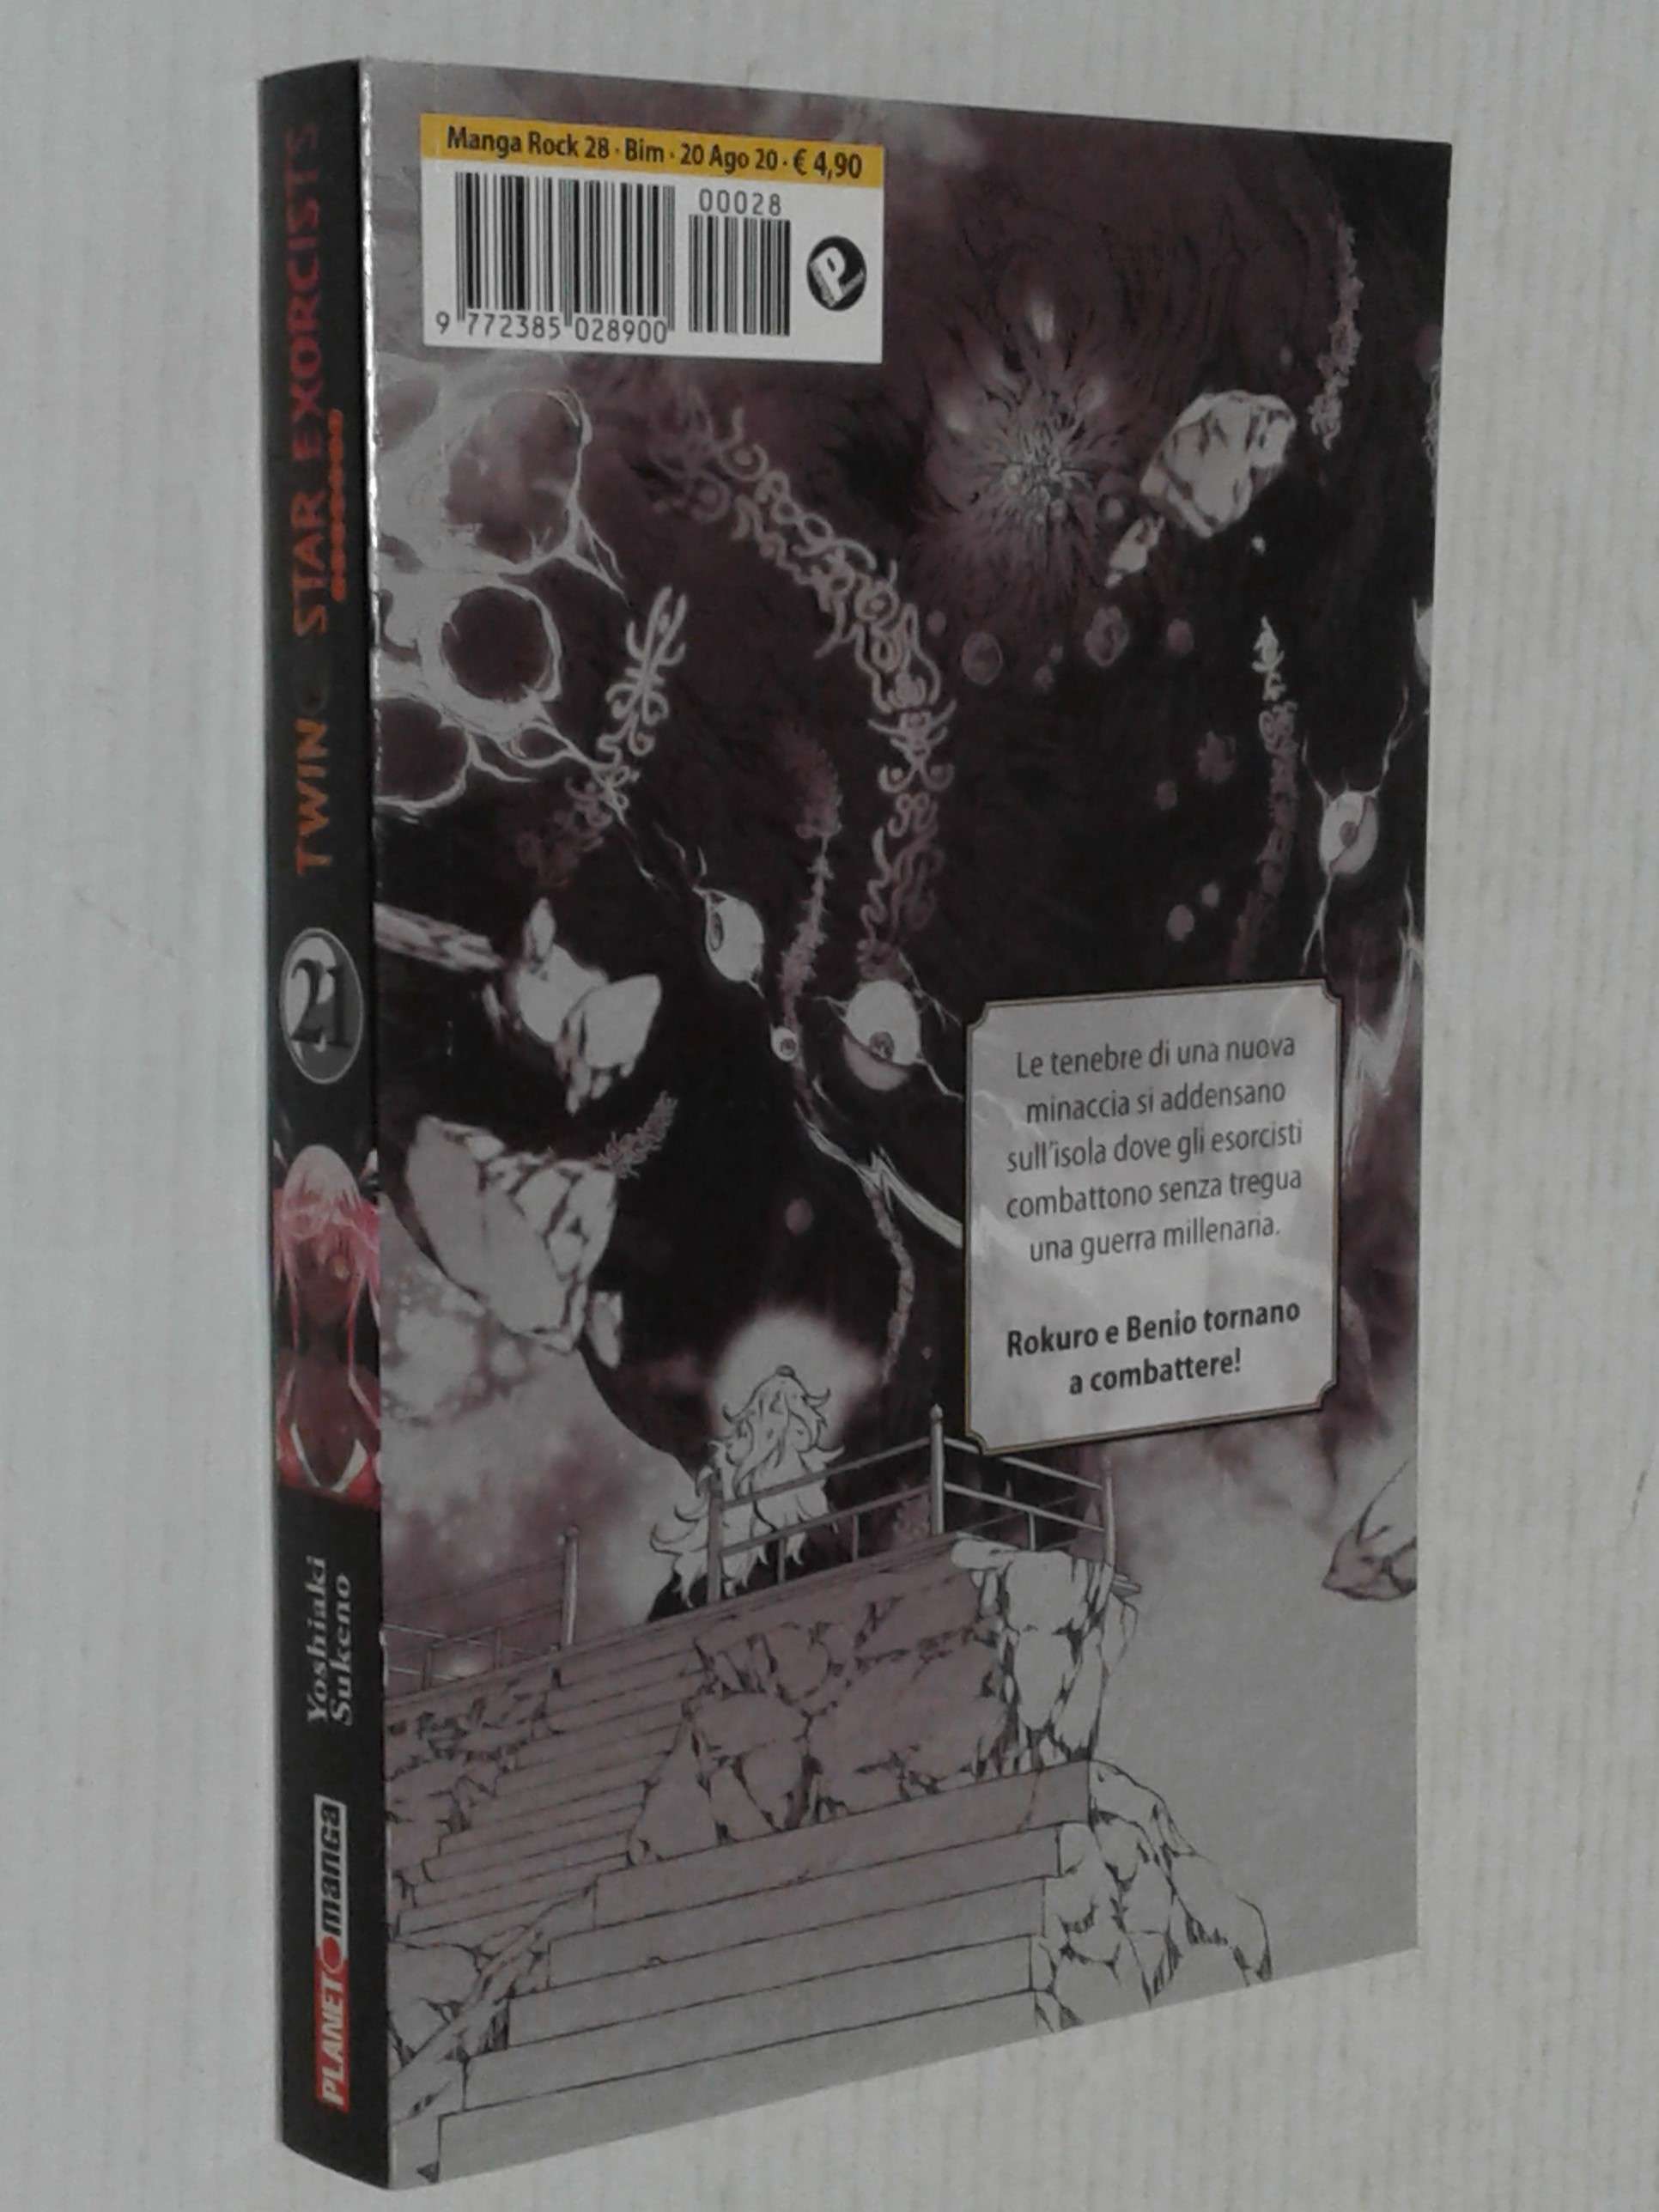 Manga Rock 28 · Bim · 20 Ago 20 · € 4,90
00028
9 772385 028900
P
TWIN STAR EXORCISTS
21
Yoshiaki
Sukeno
PLANET manga
Le tenebre di una nuova
minaccia si addensano
sull'isola dove gli esorcisti
combattono senza tregua
una guerra millenaria.
Rokuro e Benio tornano
a combattere!